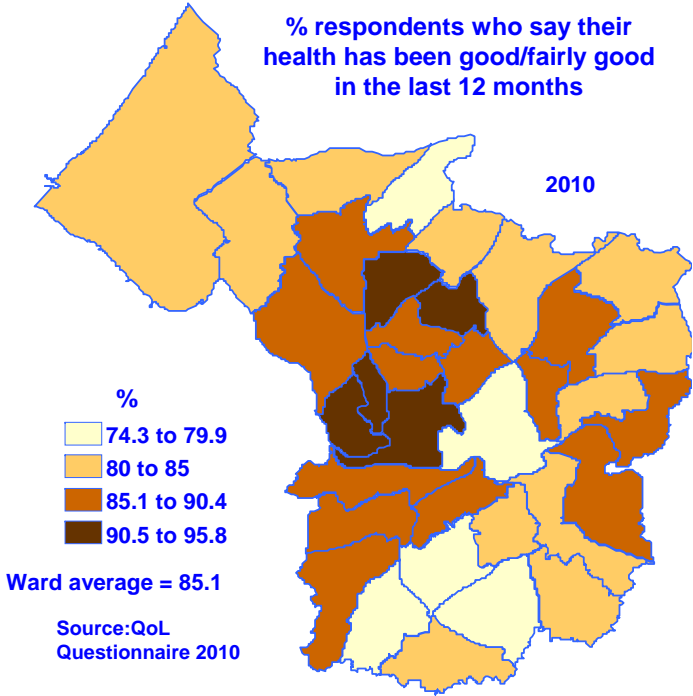 % respondents who say their
health has been good/fairly good
in the last 12 months
2010
%
74.3 to 79.9
80 to 85
85.1 to 90.4
90.5 to 95.8
Ward average = 85.1
Source:QoL
Questionnaire 2010